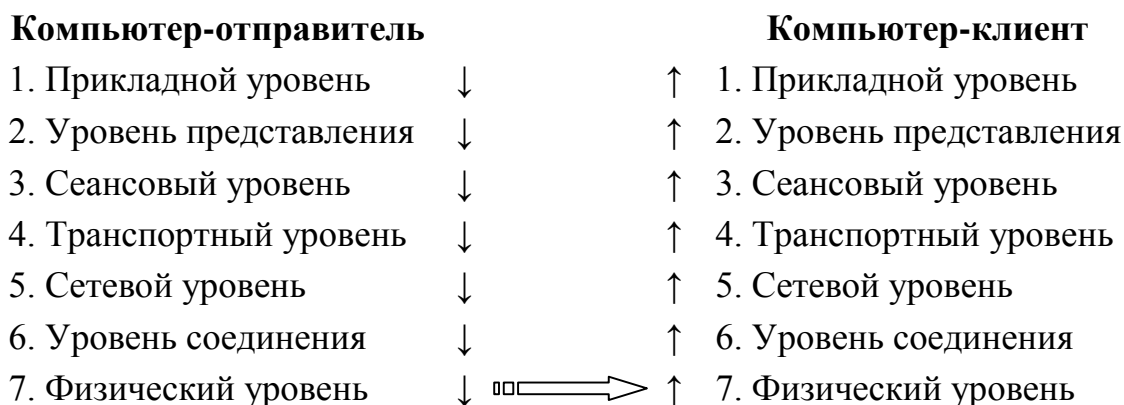 Компьютер-отправитель Компьютер-клиент
1. Прикладной уровень ↓ ↑ 1. Прикладной уровень
2. Уровень представления ↓ ↑ 2. Уровень представления
3. Сеансовый уровень ↓ ↑ 3. Сеансовый уровень
4. Транспортный уровень ↓ ↑ 4. Транспортный уровень
5. Сетевой уровень ↓ ↑ 5. Сетевой уровень
6. Уровень соединения ↓ ↑ 6. Уровень соединения
7. Физический уровень ↓ ↑ 7. Физический уровень